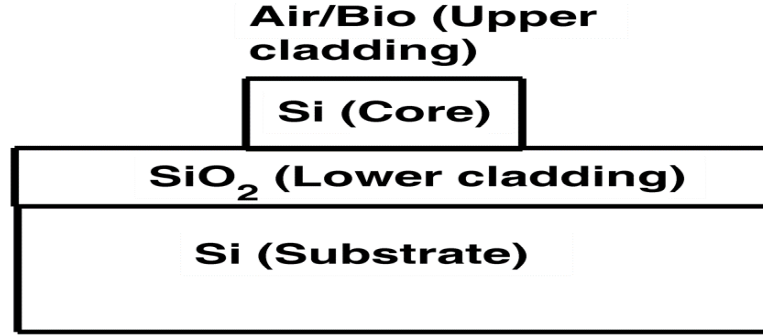 Air/Bio (Upper
cladding)
Si (Core)
SiO₂ (Lower cladding)
Si (Substrate)